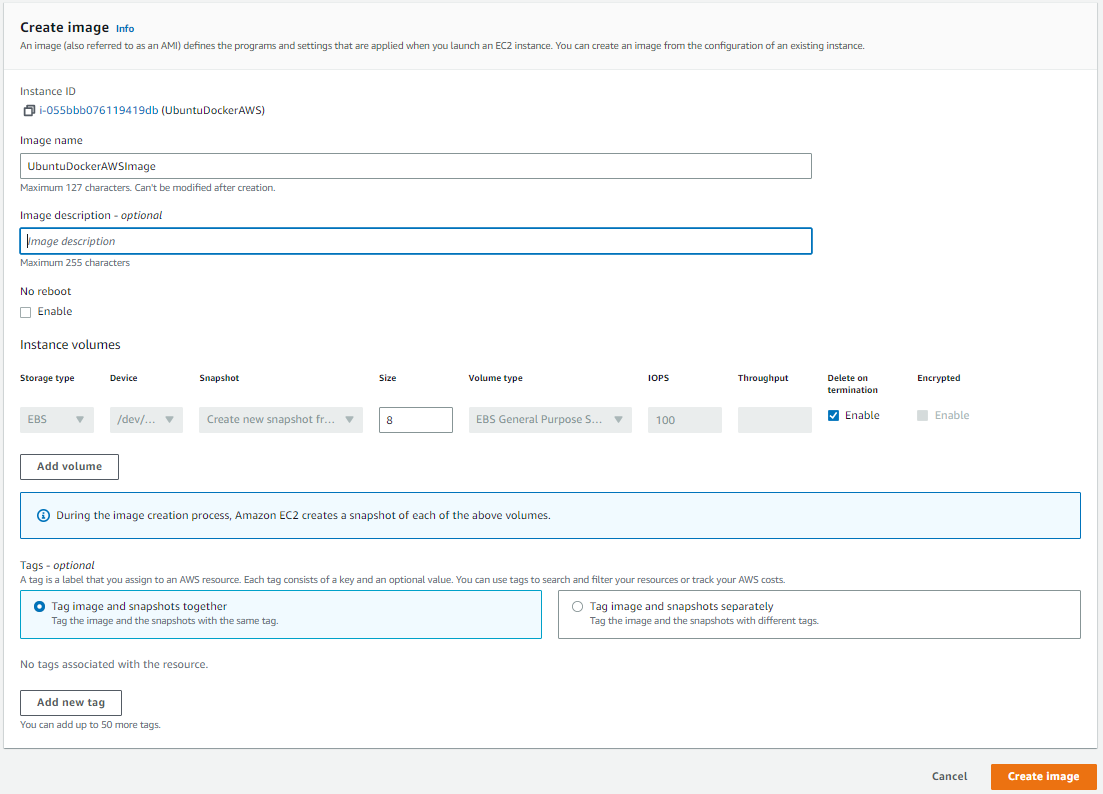 Create image Info
An image (also referred to as an AMI) defines the programs and settings that are applied when you launch an EC2 instance. You can create an image from the configuration of an existing instance.
Instance ID
i-055bbb076119419db (UbuntuDockerAWS)
Image name
UbuntuDockerAWSImage
Maximum 127 characters. Can't be modified after creation.
Image description - optional
Image description
Maximum 255 characters
No reboot
Enable
Instance volumes
Storage type Device Snapshot Size Volume type IOPS Throughput Delete on termination Encrypted
EBS /dev/... Create new snapshot fr... 8 EBS General Purpose S... 100 Enable Enable
Add volume
During the image creation process, Amazon EC2 creates a snapshot of each of the above volumes.
Tags - optional
A tag is a label that you assign to an AWS resource. Each tag consists of a key and an optional value. You can use tags to search and filter your resources or track your AWS costs.
Tag image and snapshots together
Tag the image and the snapshots with the same tag.
Tag image and snapshots separately
Tag the image and the snapshots with different tags.
No tags associated with the resource.
Add new tag
You can add up to 50 more tags.
Cancel Create image